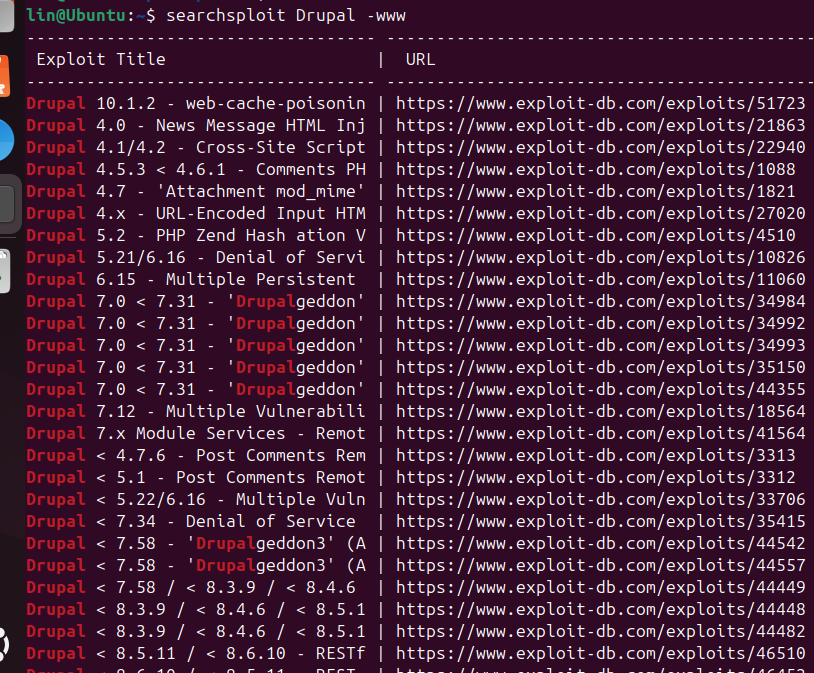 lin@Ubuntu:~$ searchsploit Drupal -www
---------------------------------- -------------------------------------------
Exploit Title | URL
---------------------------------- -------------------------------------------
Drupal 10.1.2 - web-cache-poisonin | https://www.exploit-db.com/exploits/51723
Drupal 4.0 - News Message HTML Inj | https://www.exploit-db.com/exploits/21863
Drupal 4.1/4.2 - Cross-Site Script | https://www.exploit-db.com/exploits/22940
Drupal 4.5.3 < 4.6.1 - Comments PH | https://www.exploit-db.com/exploits/1088
Drupal 4.7 - 'Attachment mod_mime' | https://www.exploit-db.com/exploits/1821
Drupal 4.x - URL-Encoded Input HTM | https://www.exploit-db.com/exploits/27020
Drupal 5.2 - PHP Zend Hash ation V | https://www.exploit-db.com/exploits/4510
Drupal 5.21/6.16 - Denial of Servi | https://www.exploit-db.com/exploits/10826
Drupal 6.15 - Multiple Persistent | https://www.exploit-db.com/exploits/11060
Drupal 7.0 < 7.31 - 'Drupalgeddon' | https://www.exploit-db.com/exploits/34984
Drupal 7.0 < 7.31 - 'Drupalgeddon' | https://www.exploit-db.com/exploits/34992
Drupal 7.0 < 7.31 - 'Drupalgeddon' | https://www.exploit-db.com/exploits/34993
Drupal 7.0 < 7.31 - 'Drupalgeddon' | https://www.exploit-db.com/exploits/35150
Drupal 7.0 < 7.31 - 'Drupalgeddon' | https://www.exploit-db.com/exploits/44355
Drupal 7.12 - Multiple Vulnerabili | https://www.exploit-db.com/exploits/18564
Drupal 7.x Module Services - Remot | https://www.exploit-db.com/exploits/41564
Drupal < 4.7.6 - Post Comments Rem | https://www.exploit-db.com/exploits/3313
Drupal < 5.1 - Post Comments Remot | https://www.exploit-db.com/exploits/3312
Drupal < 5.22/6.16 - Multiple Vuln | https://www.exploit-db.com/exploits/33706
Drupal < 7.34 - Denial of Service | https://www.exploit-db.com/exploits/35415
Drupal < 7.58 - 'Drupalgeddon3' (A | https://www.exploit-db.com/exploits/44542
Drupal < 7.58 - 'Drupalgeddon3' (A | https://www.exploit-db.com/exploits/44557
Drupal < 7.58 / < 8.3.9 / < 8.4.6 | https://www.exploit-db.com/exploits/44449
Drupal < 8.3.9 / < 8.4.6 / < 8.5.1 | https://www.exploit-db.com/exploits/44448
Drupal < 8.3.9 / < 8.4.6 / < 8.5.1 | https://www.exploit-db.com/exploits/44482
Drupal < 8.5.11 / < 8.6.10 - RESTf | https://www.exploit-db.com/exploits/46510